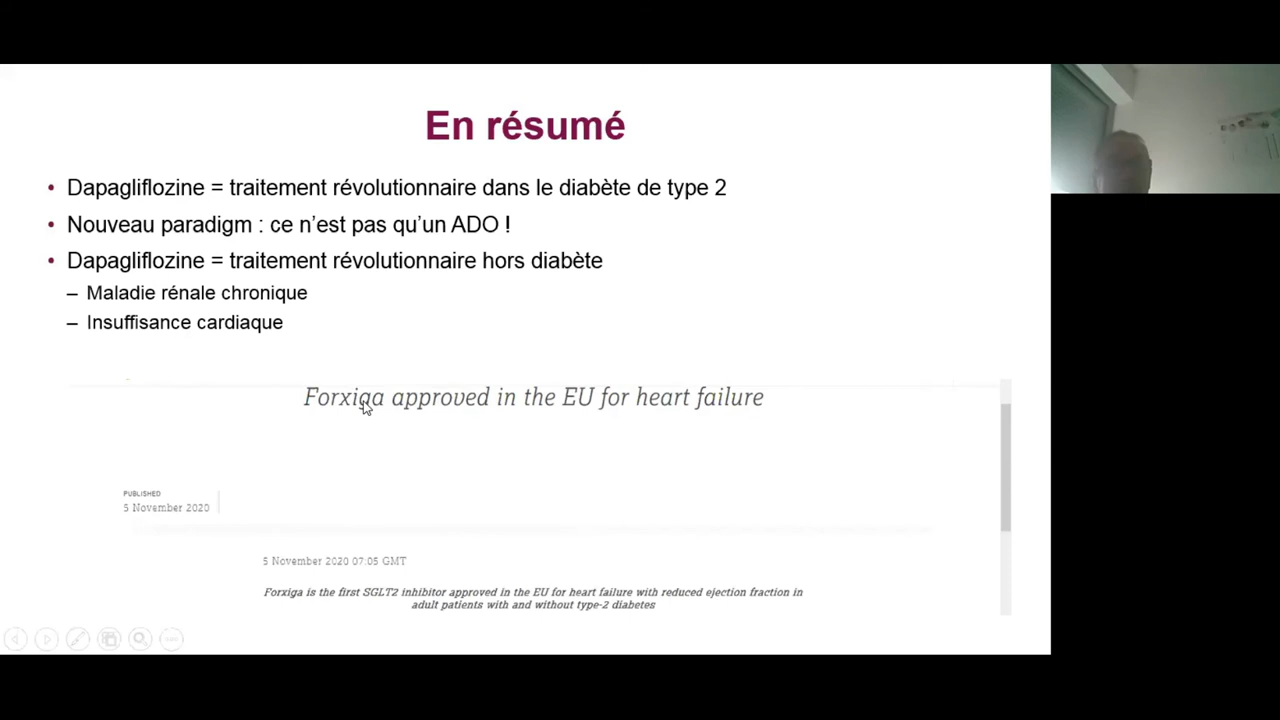 En résumé
• Dapagliflozine = traitement révolutionnaire dans le diabète de type 2
• Nouveau paradigm : ce n'est pas qu'un ADO !
• Dapagliflozine = traitement révolutionnaire hors diabète
– Maladie rénale chronique
– Insuffisance cardiaque
Forxiga approved in the EU for heart failure
PUBLISHED
5 November 2020
5 November 2020 07:05 GMT
Forxiga is the first SGLT2 inhibitor approved in the EU for heart failure with reduced ejection fraction in
adult patients with and without type-2 diabetes